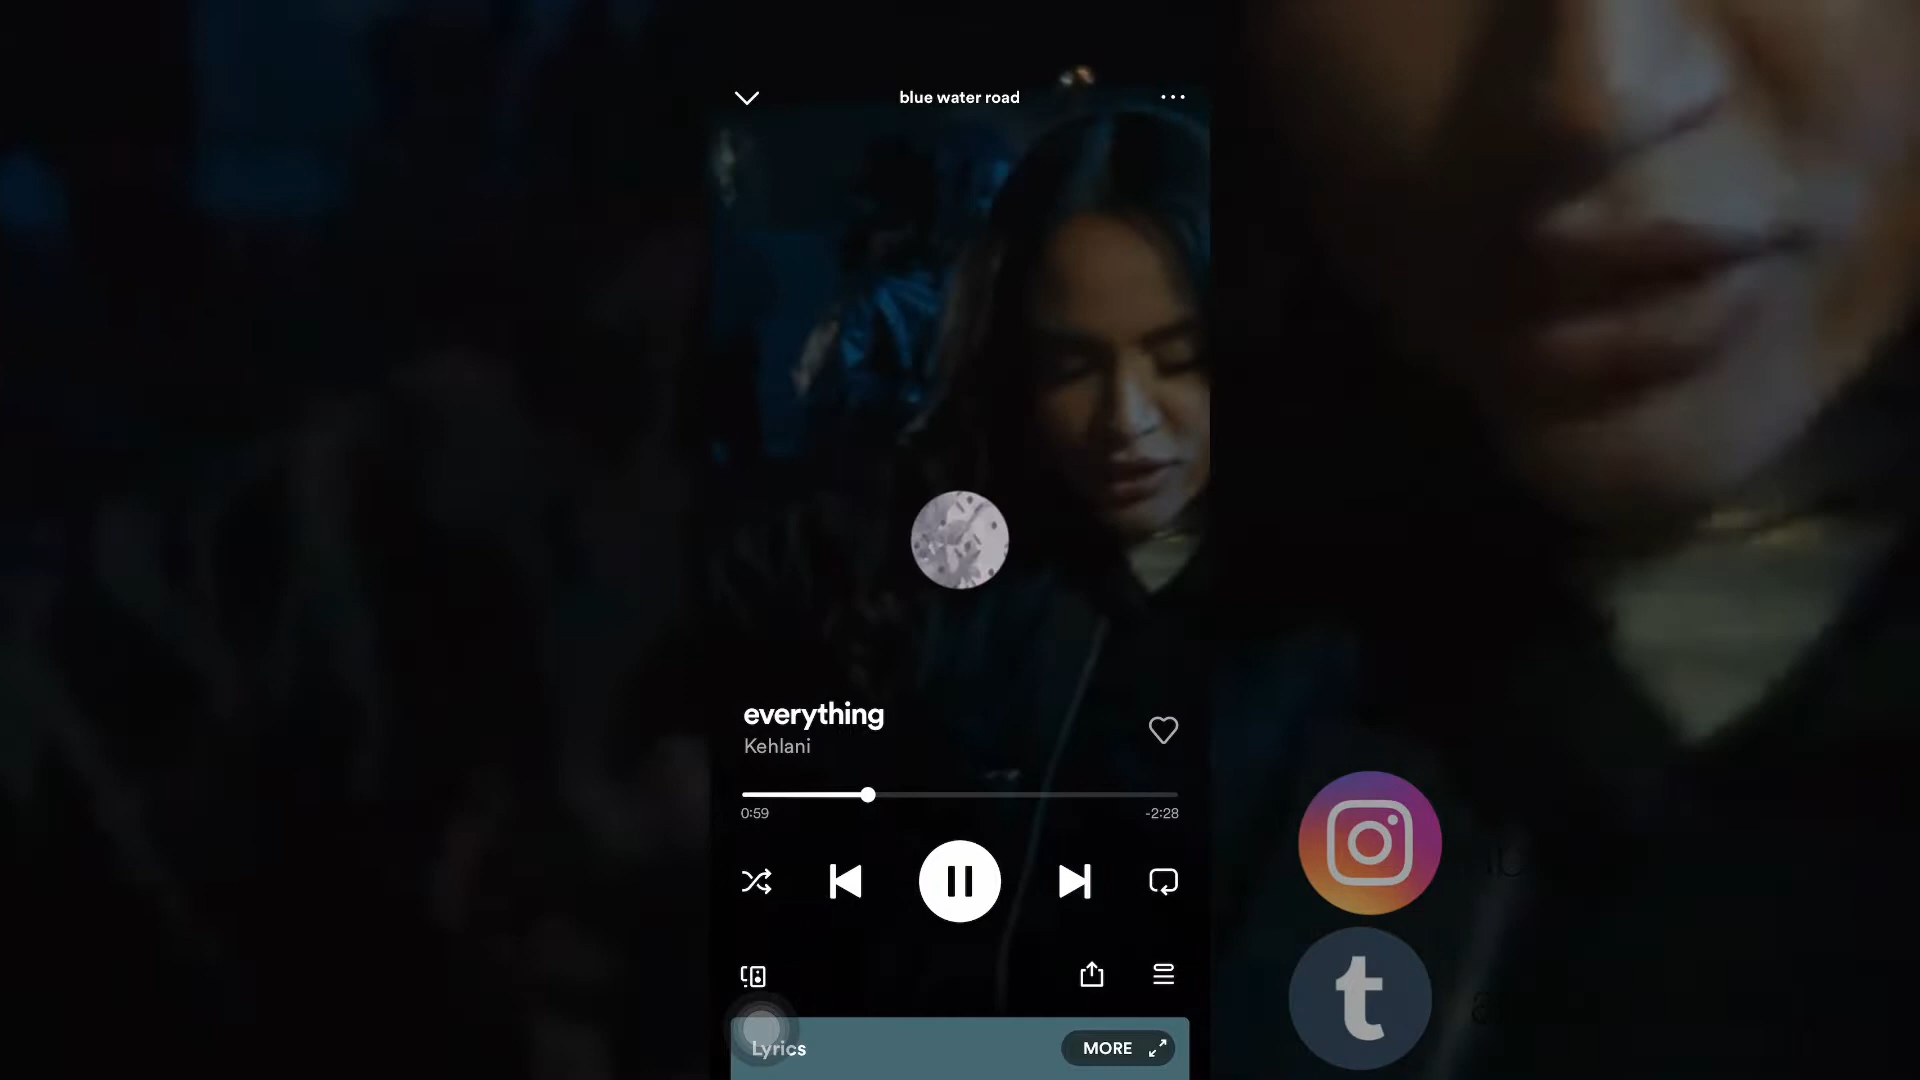 blue water road
everything
Kehlani
0:59
-2:28
Lyrics
MORE